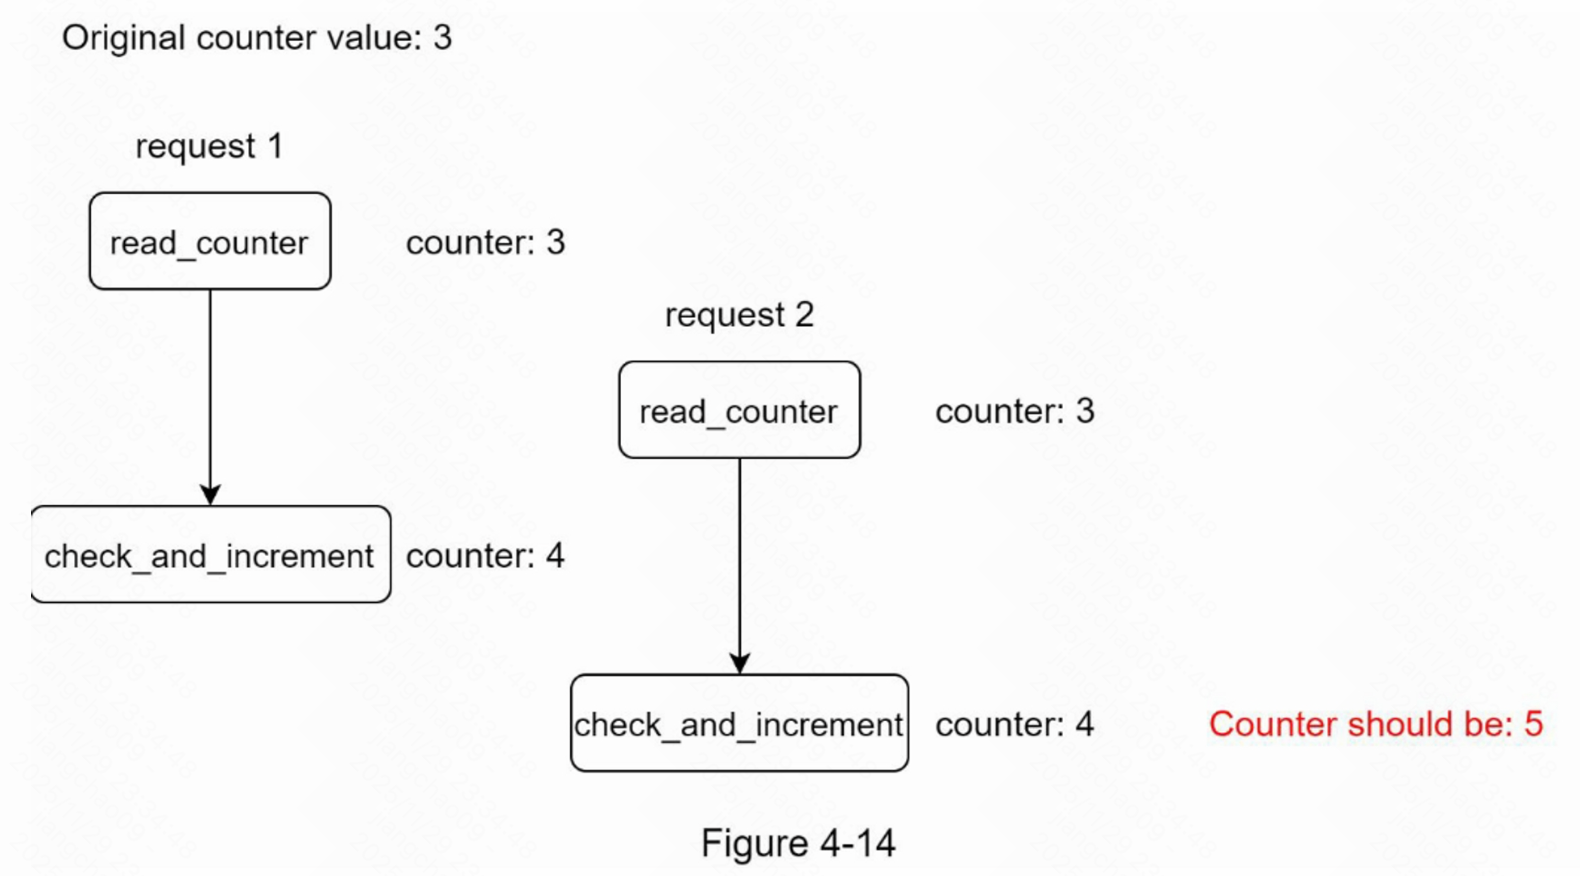 Original counter value: 3
request 1
read_counter
counter: 3
request 2
read_counter
counter: 3
check_and_increment
counter: 4
check_and_increment
counter: 4
Counter should be: 5
Figure 4-14